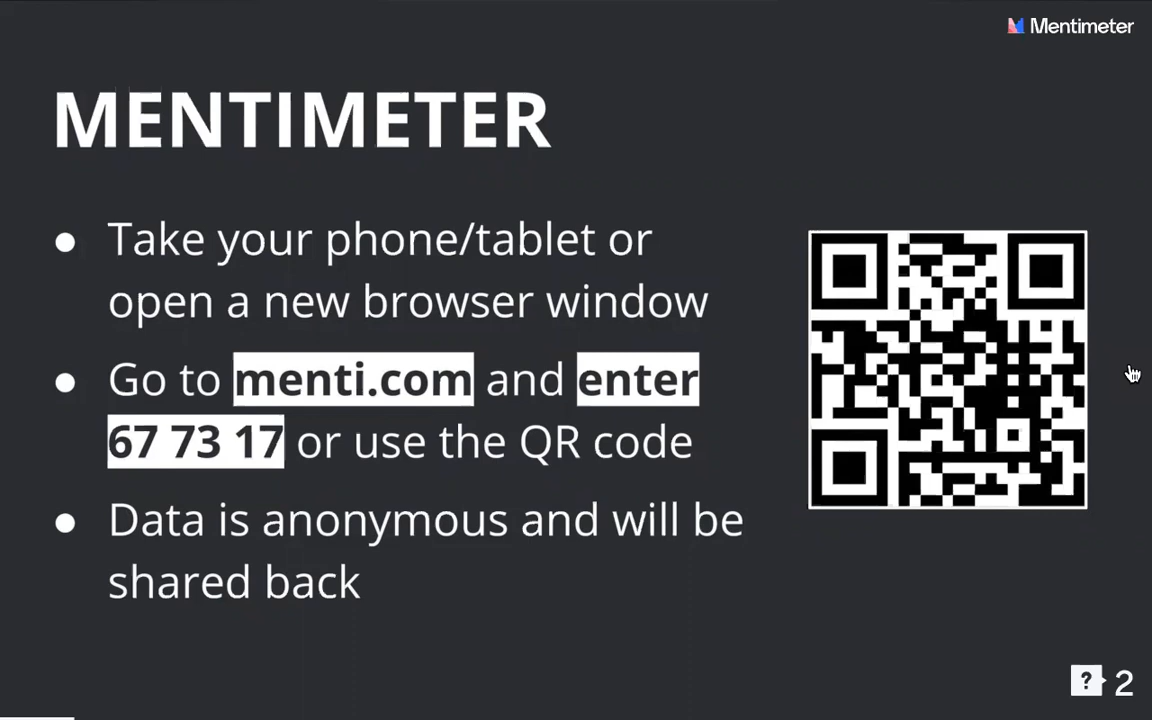 Mentimeter
MENTIMETER
● Take your phone/tablet or
open a new browser window
● Go to menti.com and enter
67 73 17 or use the QR code
● Data is anonymous and will be
shared back
? 2